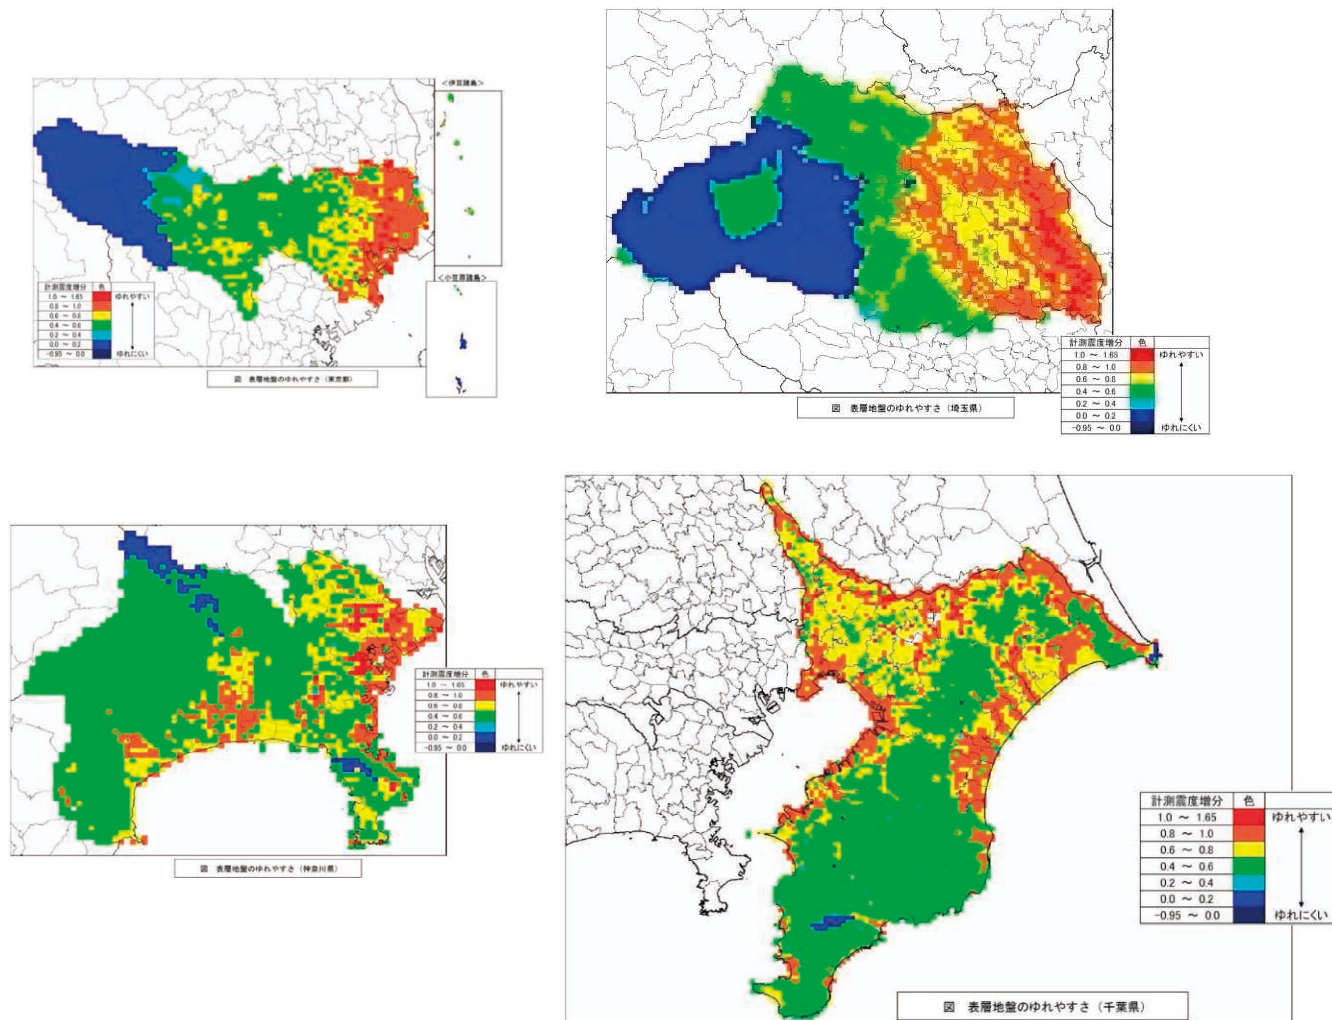 ＜伊豆諸島＞
＜小笠原諸島＞
計測震度増分 色
1.0 ～ 1.65 ゆれやすい
0.8 ～ 1.0
0.6 ～ 0.8
0.4 ～ 0.6
0.2 ～ 0.4
0.0 ～ 0.2
-0.95 ～ 0.0 ゆれにくい
図 表層地盤のゆれやすさ（東京都）
計測震度増分 色
1.0 ～ 1.65 ゆれやすい
0.8 ～ 1.0
0.6 ～ 0.8
0.4 ～ 0.6
0.2 ～ 0.4
0.0 ～ 0.2
-0.95 ～ 0.0 ゆれにくい
図 表層地盤のゆれやすさ（埼玉県）
計測震度増分 色
1.0 ～ 1.65 ゆれやすい
0.8 ～ 1.0
0.6 ～ 0.8
0.4 ～ 0.6
0.2 ～ 0.4
0.0 ～ 0.2
-0.95 ～ 0.0 ゆれにくい
図 表層地盤のゆれやすさ（神奈川県）
計測震度増分 色
1.0 ～ 1.65 ゆれやすい
0.8 ～ 1.0
0.6 ～ 0.8
0.4 ～ 0.6
0.2 ～ 0.4
0.0 ～ 0.2
-0.95 ～ 0.0 ゆれにくい
図 表層地盤のゆれやすさ（千葉県）